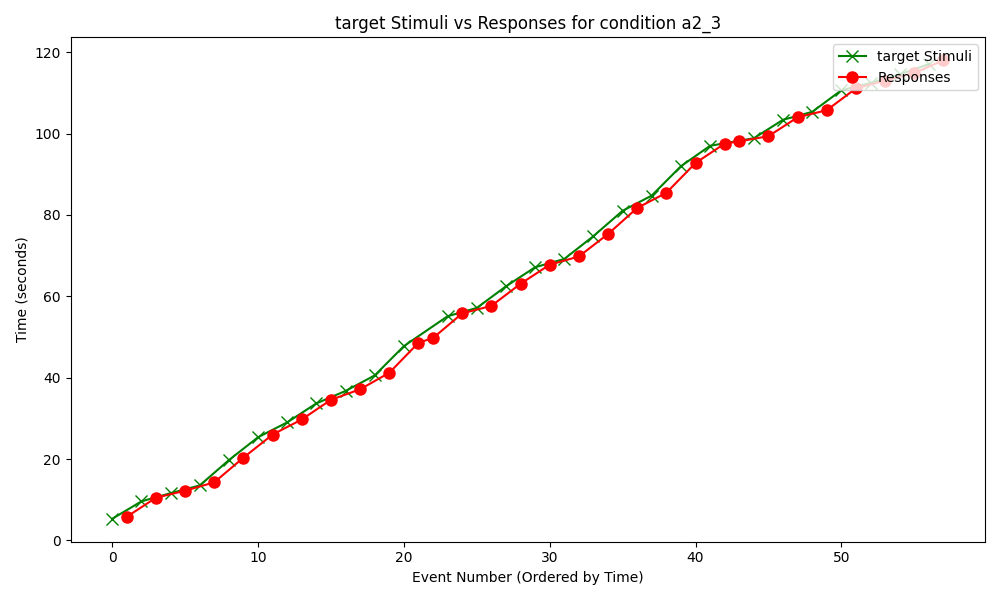 target Stimuli vs Responses for condition a2_3
target Stimuli
Responses
Time (seconds)
120
100
80
60
40
20
0
0 10 20 30 40 50
Event Number (Ordered by Time)